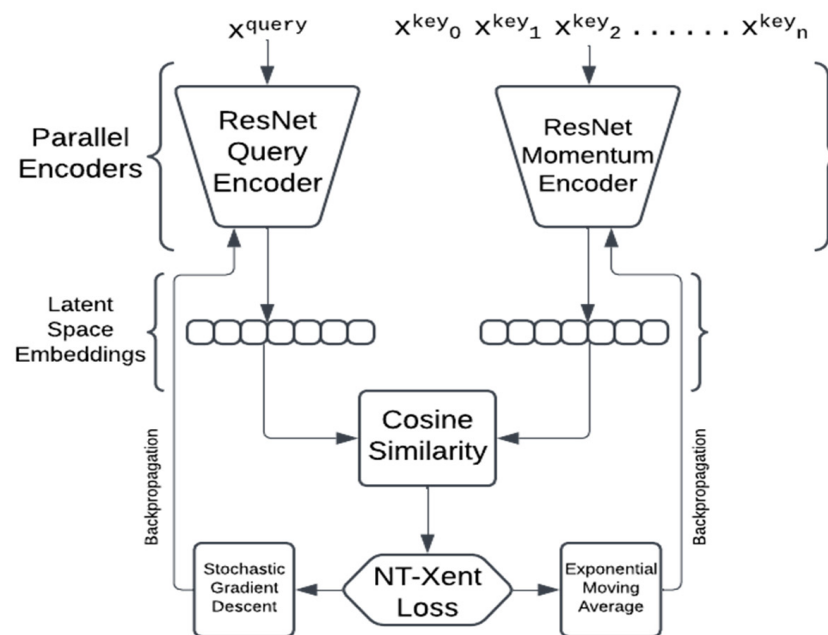 x^query
x^key_0 x^key_1 x^key_2 . . . . . . x^key_n
Parallel
Encoders
ResNet
Query
Encoder
ResNet
Momentum
Encoder
Latent
Space
Embeddings
Cosine
Similarity
Backpropagation
Backpropagation
Stochastic
Gradient
Descent
NT-Xent
Loss
Exponential
Moving
Average